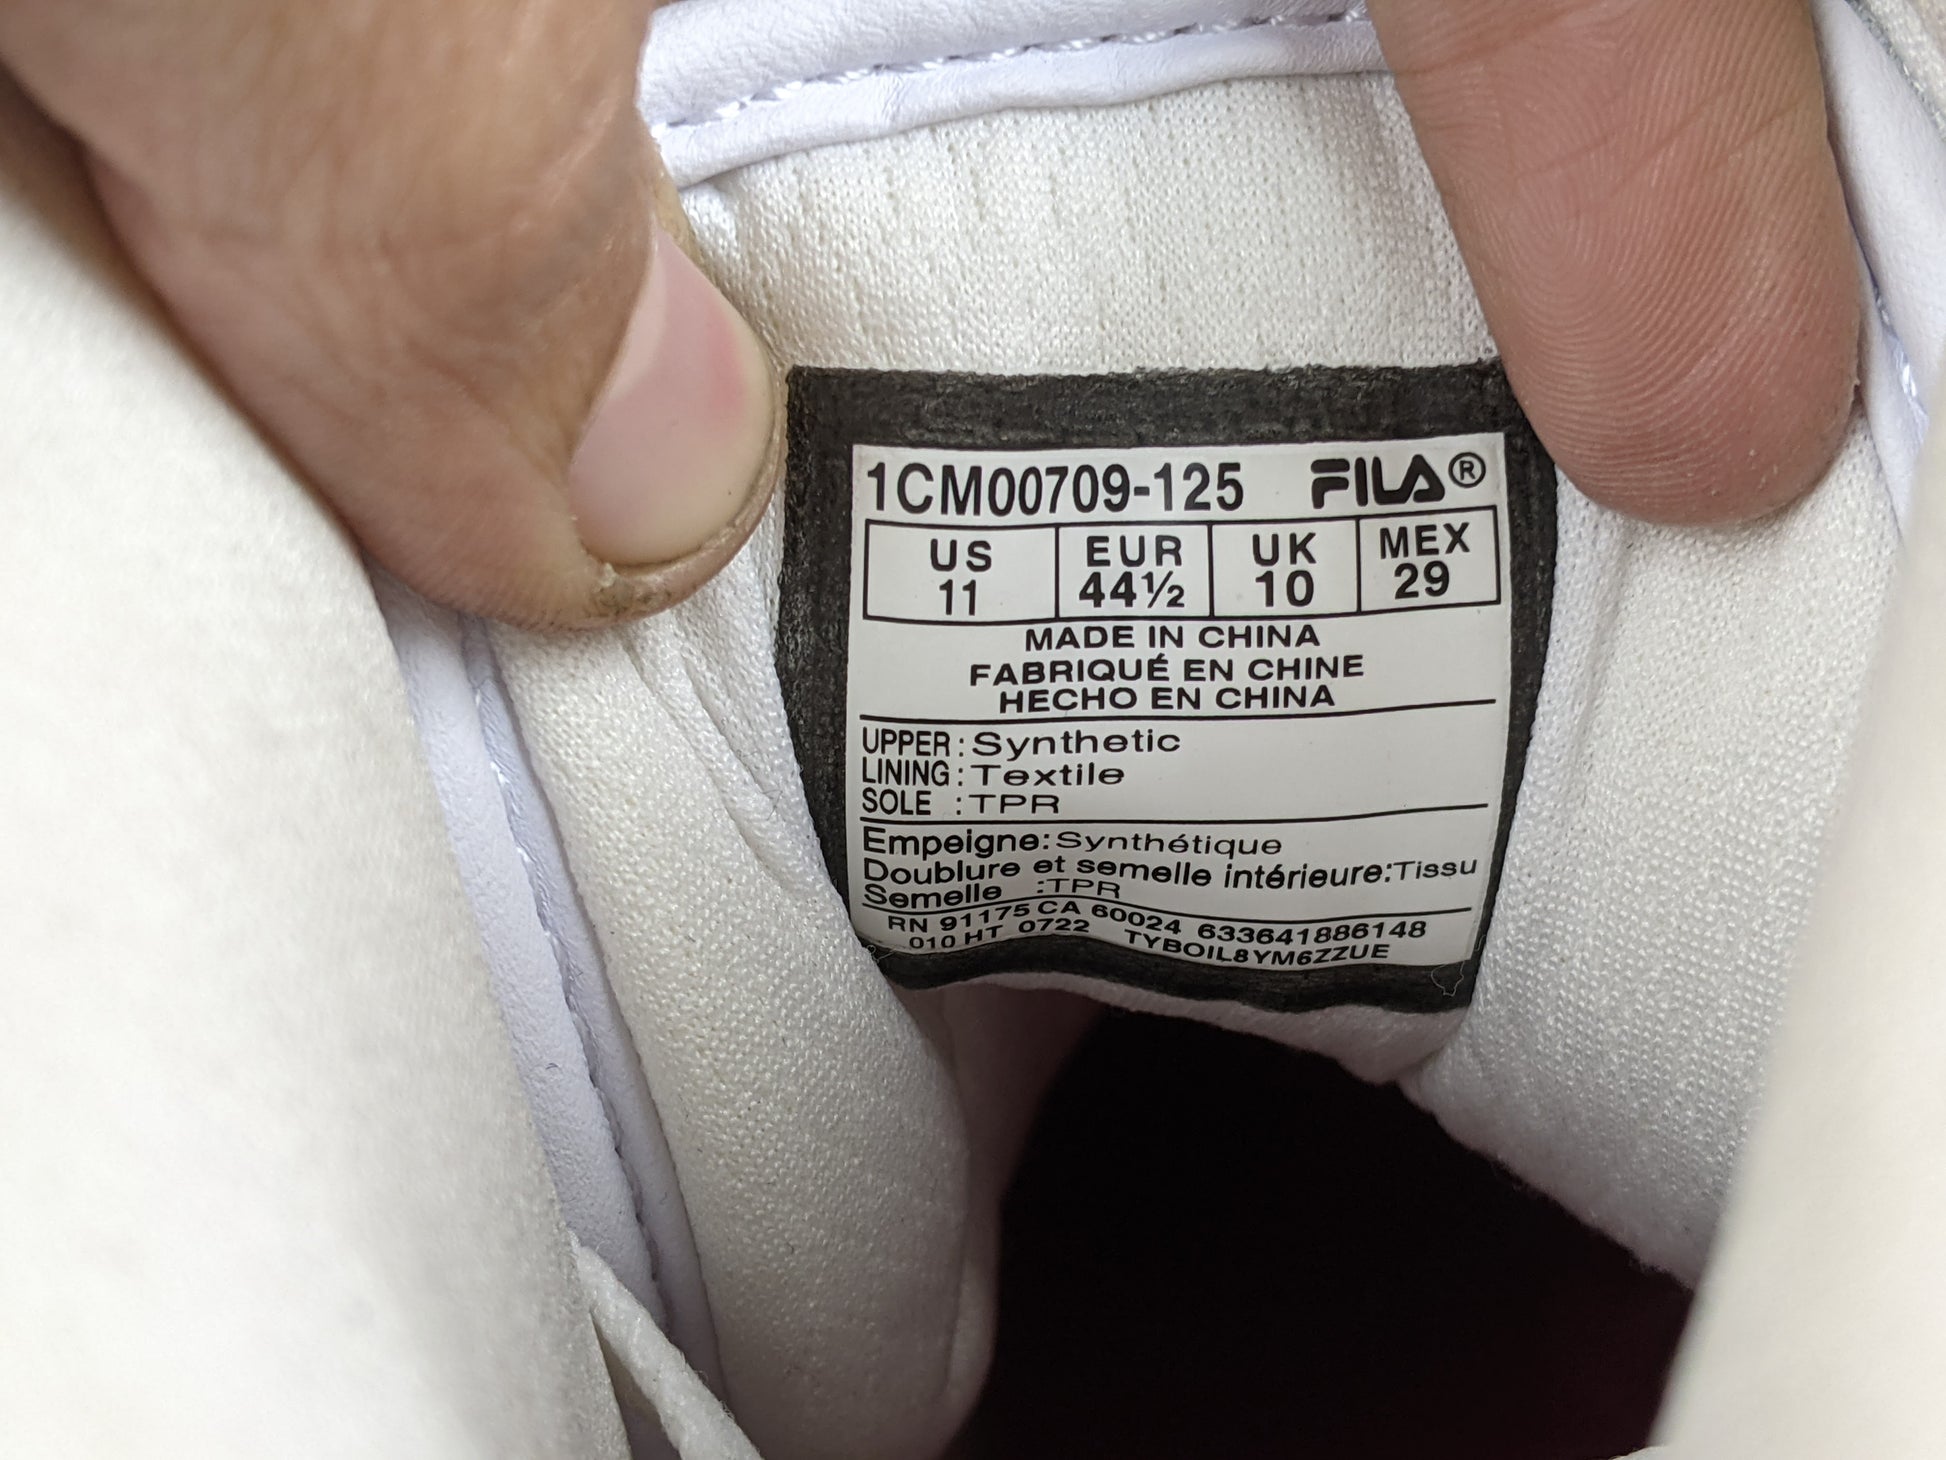 1CM00709-125 FILA®
US EUR UK MEX
11 44½ 10 29
MADE IN CHINA
FABRIQUÉ EN CHINE
HECHO EN CHINA
UPPER: Synthetic
LINING: Textile
SOLE : TPR
Empeigne: Synthétique
Doublure et semelle intérieure: Tissu
Semelle : TPR
RN 91175 CA 60024 633641886148
010 HT 0722 TYBOIL8YM6ZZUE